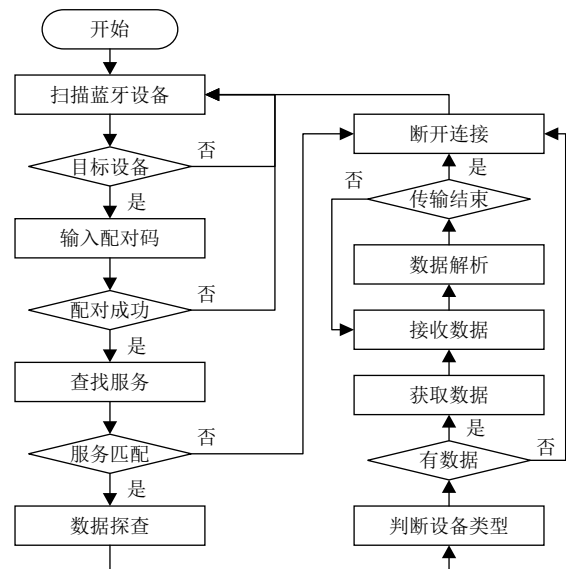 开始
扫描蓝牙设备
目标设备
否
是
输入配对码
配对成功
否
是
查找服务
服务匹配
否
是
数据探查
断开连接
是
否
传输结束
数据解析
接收数据
获取数据
是
有数据
否
判断设备类型